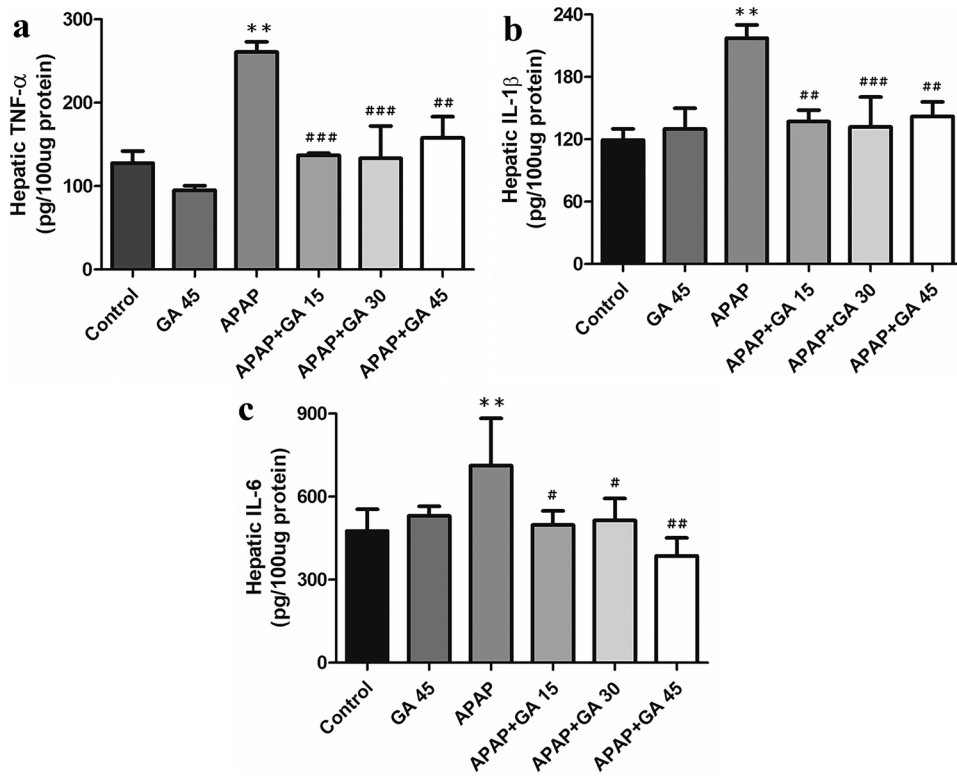 a
Hepatic TNF-α
(pg/100ug protein)
300
200
100
0
**
###
###
##
Control
GA 45
APAP
APAP+GA 15
APAP+GA 30
APAP+GA 45
b
Hepatic IL-1β
(pg/100ug protein)
240
180
120
60
0
**
##
###
##
Control
GA 45
APAP
APAP+GA 15
APAP+GA 30
APAP+GA 45
c
Hepatic IL-6
(pg/100ug protein)
900
600
300
0
**
#
#
##
Control
GA 45
APAP
APAP+GA 15
APAP+GA 30
APAP+GA 45